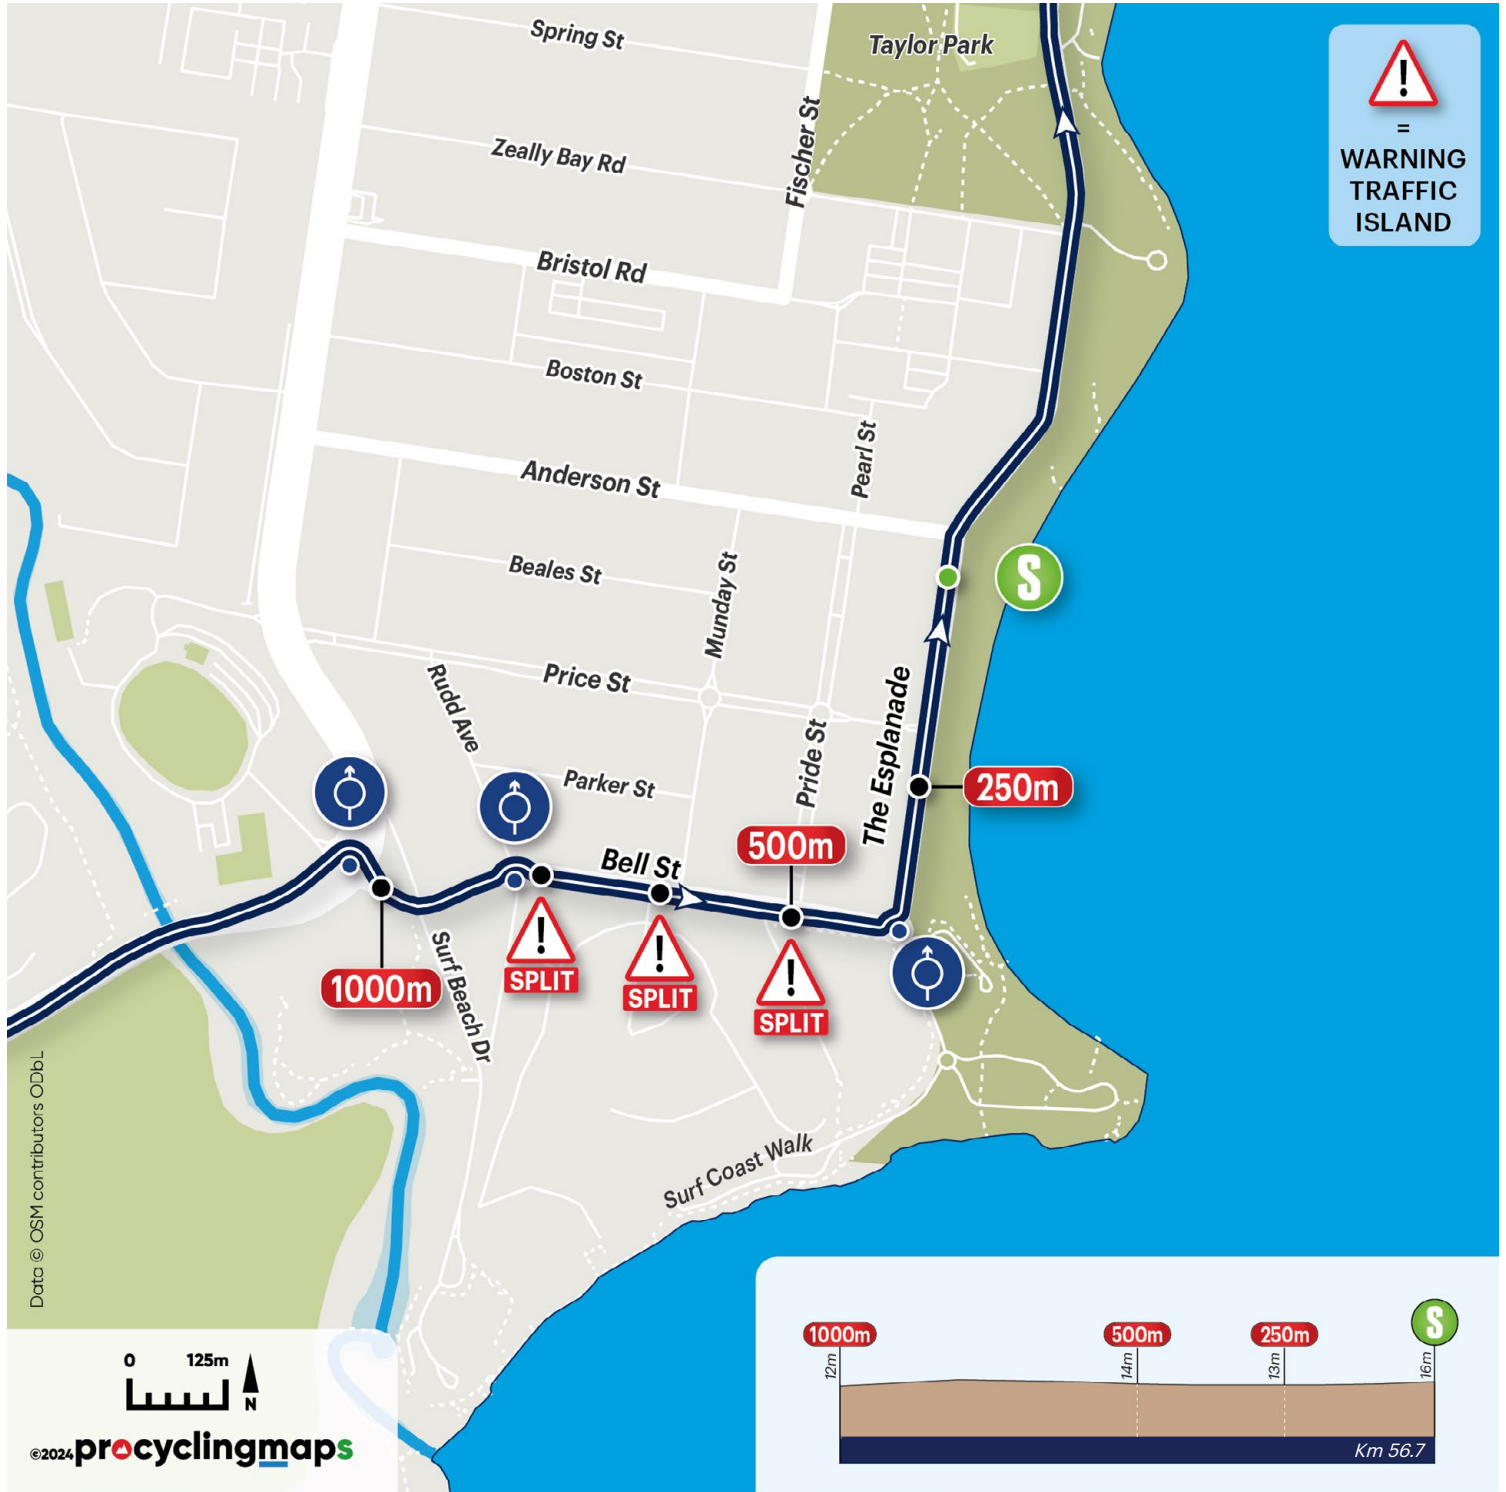 Spring St
Taylor Park
!
=
WARNING
TRAFFIC
ISLAND
Fischer St
Zeally Bay Rd
Bristol Rd
Boston St
Pearl St
Anderson St
Beales St
Munday St
S
Price St
Rudd Ave
The Esplanade
Pride St
Parker St
250m
500m
Bell St
1000m
Surf Beach Dr
!
SPLIT
!
SPLIT
!
SPLIT
Surf Coast Walk
Data © OSM contributors ODbL
0 125m
N
©2024 procyclingmaps
1000m
500m
250m
S
12m
14m
13m
16m
Km 56.7